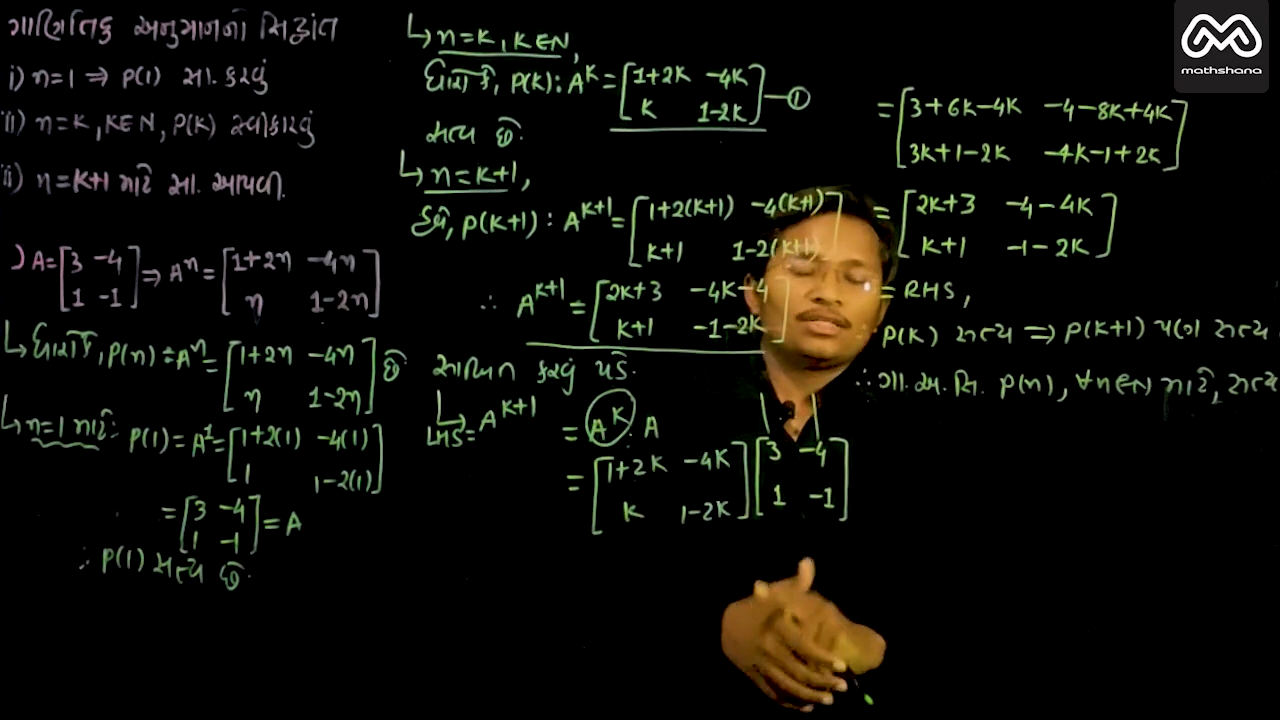 ગાણિતિક અનુમાનનો સિદ્ધાંત
i) n=1 ⇒ P(1) સા. કરવું
ii) n=K, K∈N, P(K) સ્વીકારવું
iii) n=K+1 માટે સા. આપવી.
) A=[3 -4; 1 -1] ⇒ Aⁿ = [1+2n -4n; n 1-2n]
↳ ધારો કે, P(n) : Aⁿ = [1+2n -4n; n 1-2n] છે
↳ n=1 માટે: P(1) = A¹ = [1+2(1) -4(1); 1 1-2(1)]
= [3 -4; 1 -1] = A
∴ P(1) સત્ય છે.
↳ n=K, K∈N,
ધારો કે, P(K): Aᴷ = [1+2K -4K; K 1-2K] —①
સત્ય છે.
↳ n=K+1,
હવે, P(K+1) : Aᴷ⁺¹ = [1+2(K+1) -4(K+1); K+1 1-2(K+1)]
∴ Aᴷ⁺¹ = [2K+3 -4K-4; K+1 -1-2K]
સાબિત કરવું પડે.
↳ LHS = Aᴷ⁺¹ = Aᴷ · A
= [1+2K -4K; K 1-2K] [3 -4; 1 -1]
= [3+6K-4K -4-8K+4K; 3K+1-2K -4K-1+2K]
= [2K+3 -4-4K; K+1 -1-2K]
= RHS,
∴ P(K) સત્ય ⇒ P(K+1) પણ સત્ય
∴ ગા. અ. સિ. P(n), ∀n∈N માટે, સત્ય
mathshana